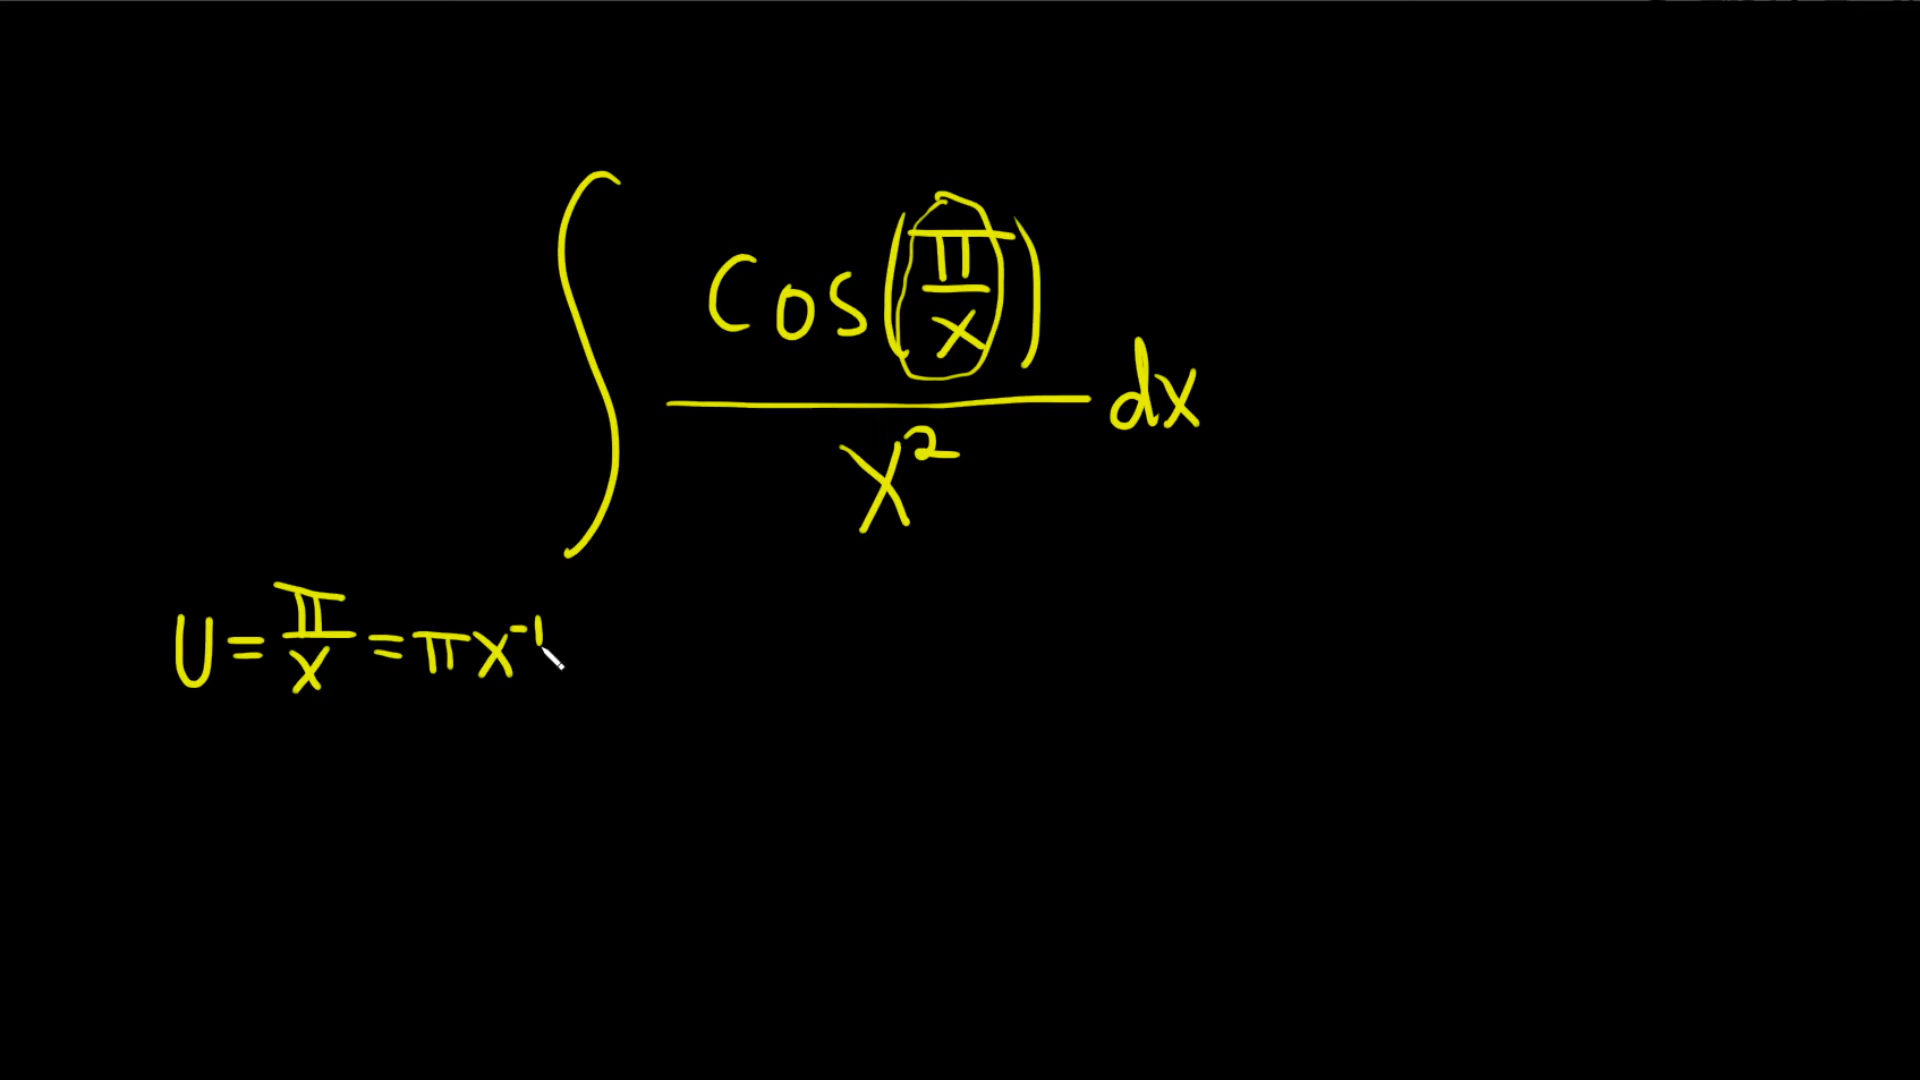 ∫ cos(π/x) / x² dx
U = π/x = πx⁻¹